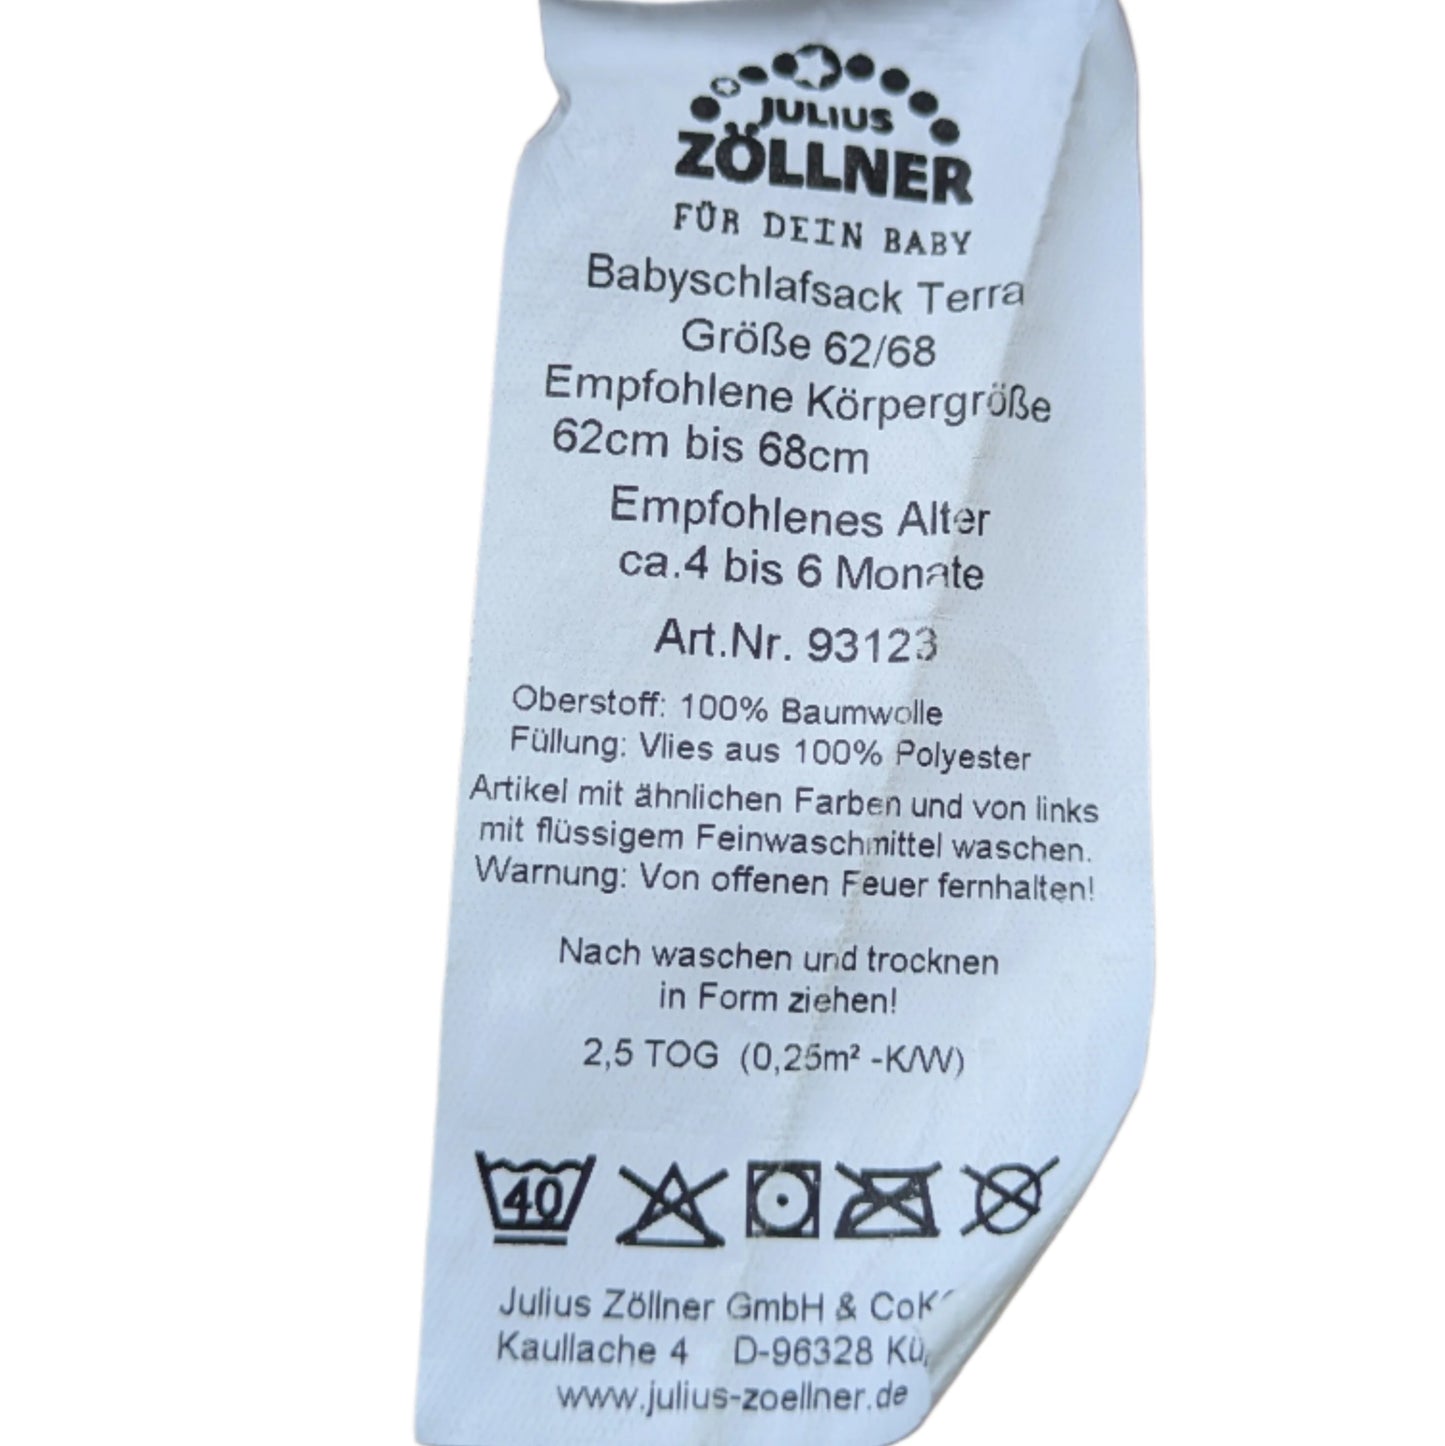 JULIUS
ZÖLLNER
FÜR DEIN BABY
Babyschlafsack Terra
Größe 62/68
Empfohlene Körpergröße
62cm bis 68cm
Empfohlenes Alter
ca.4 bis 6 Monate
Art.Nr. 93123
Oberstoff: 100% Baumwolle
Füllung: Vlies aus 100% Polyester
Artikel mit ähnlichen Farben und von links
mit flüssigem Feinwaschmittel waschen.
Warnung: Von offenen Feuer fernhalten!
Nach waschen und trocknen
in Form ziehen!
2,5 TOG (0,25m² -K/W)
40
Julius Zöllner GmbH & Co
Kaullache 4 D-96328
www.julius-zoellner.de